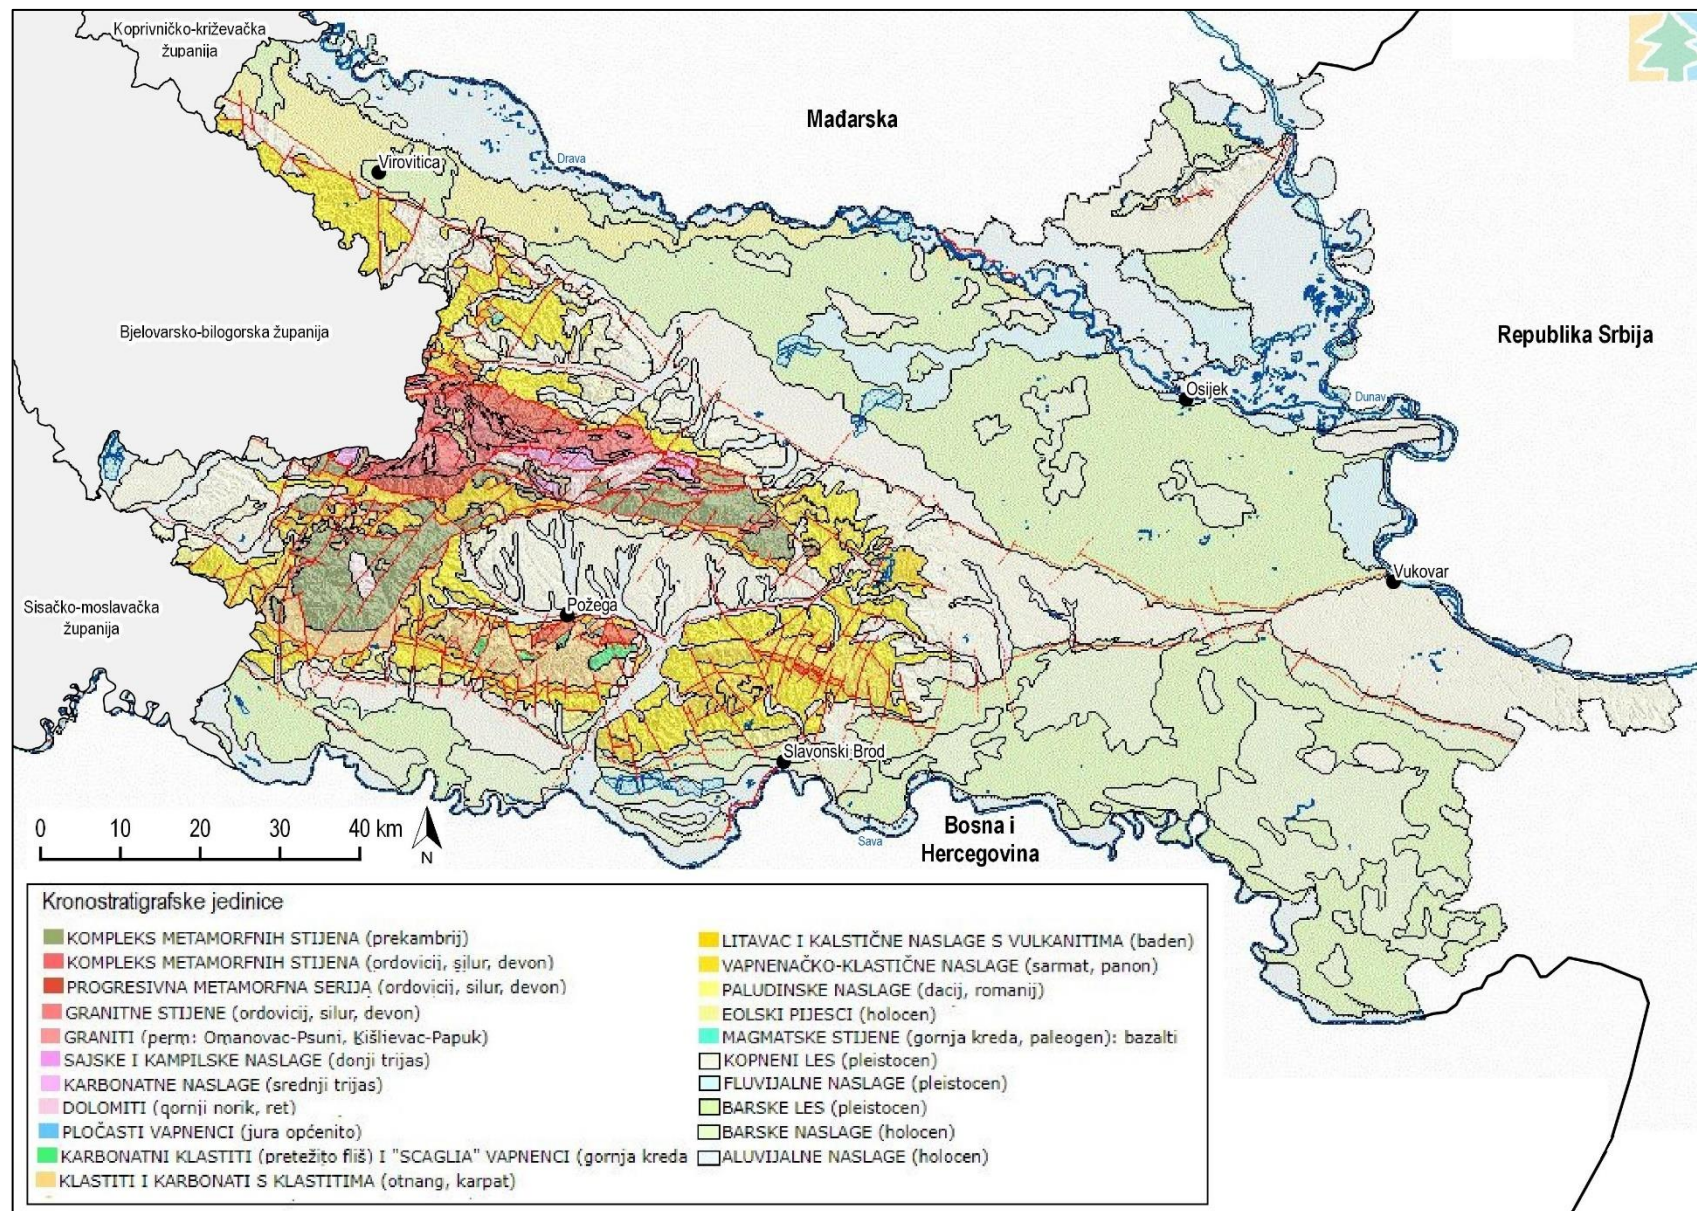 Koprivničko-križevačka
županija
Mađarska
Virovitica
Drava
Bjelovarsko-bilogorska županija
Republika Srbija
Osijek
Dunav
Vukovar
Sisačko-moslavačka
županija
Požega
Slavonski Brod
0 10 20 30 40 km
N
Bosna i
Hercegovina
Sava
Kronostratigrafske jedinice
KOMPLEKS METAMORFNIH STIJENA (prekambrij)
KOMPLEKS METAMORFNIH STIJENA (ordovicij, silur, devon)
PROGRESIVNA METAMORFNA SERIJA (ordovicij, silur, devon)
GRANITNE STIJENE (ordovicij, silur, devon)
GRANITI (perm: Omanovac-Psunj, Kišljevac-Papuk)
SAJSKE I KAMPILSKE NASLAGE (donji trijas)
KARBONATNE NASLAGE (srednji trijas)
DOLOMITI (gornji norik, ret)
PLOČASTI VAPNENCI (jura općenito)
KARBONATNI KLASTITI (pretežito fliš) I "SCAGLIA" VAPNENCI (gornja kreda
KLASTITI I KARBONATI S KLASTITIMA (otnang, karpat)
LITAVAC I KALSTIČNE NASLAGE S VULKANITIMA (baden)
VAPNENAČKO-KLASTIČNE NASLAGE (sarmat, panon)
PALUDINSKE NASLAGE (dacij, romanij)
EOLSKI PIJESCI (holocen)
MAGMATSKE STIJENE (gornja kreda, paleogen): bazalti
KOPNENI LES (pleistocen)
FLUVIJALNE NASLAGE (pleistocen)
BARSKE LES (pleistocen)
BARSKE NASLAGE (holocen)
ALUVIJALNE NASLAGE (holocen)